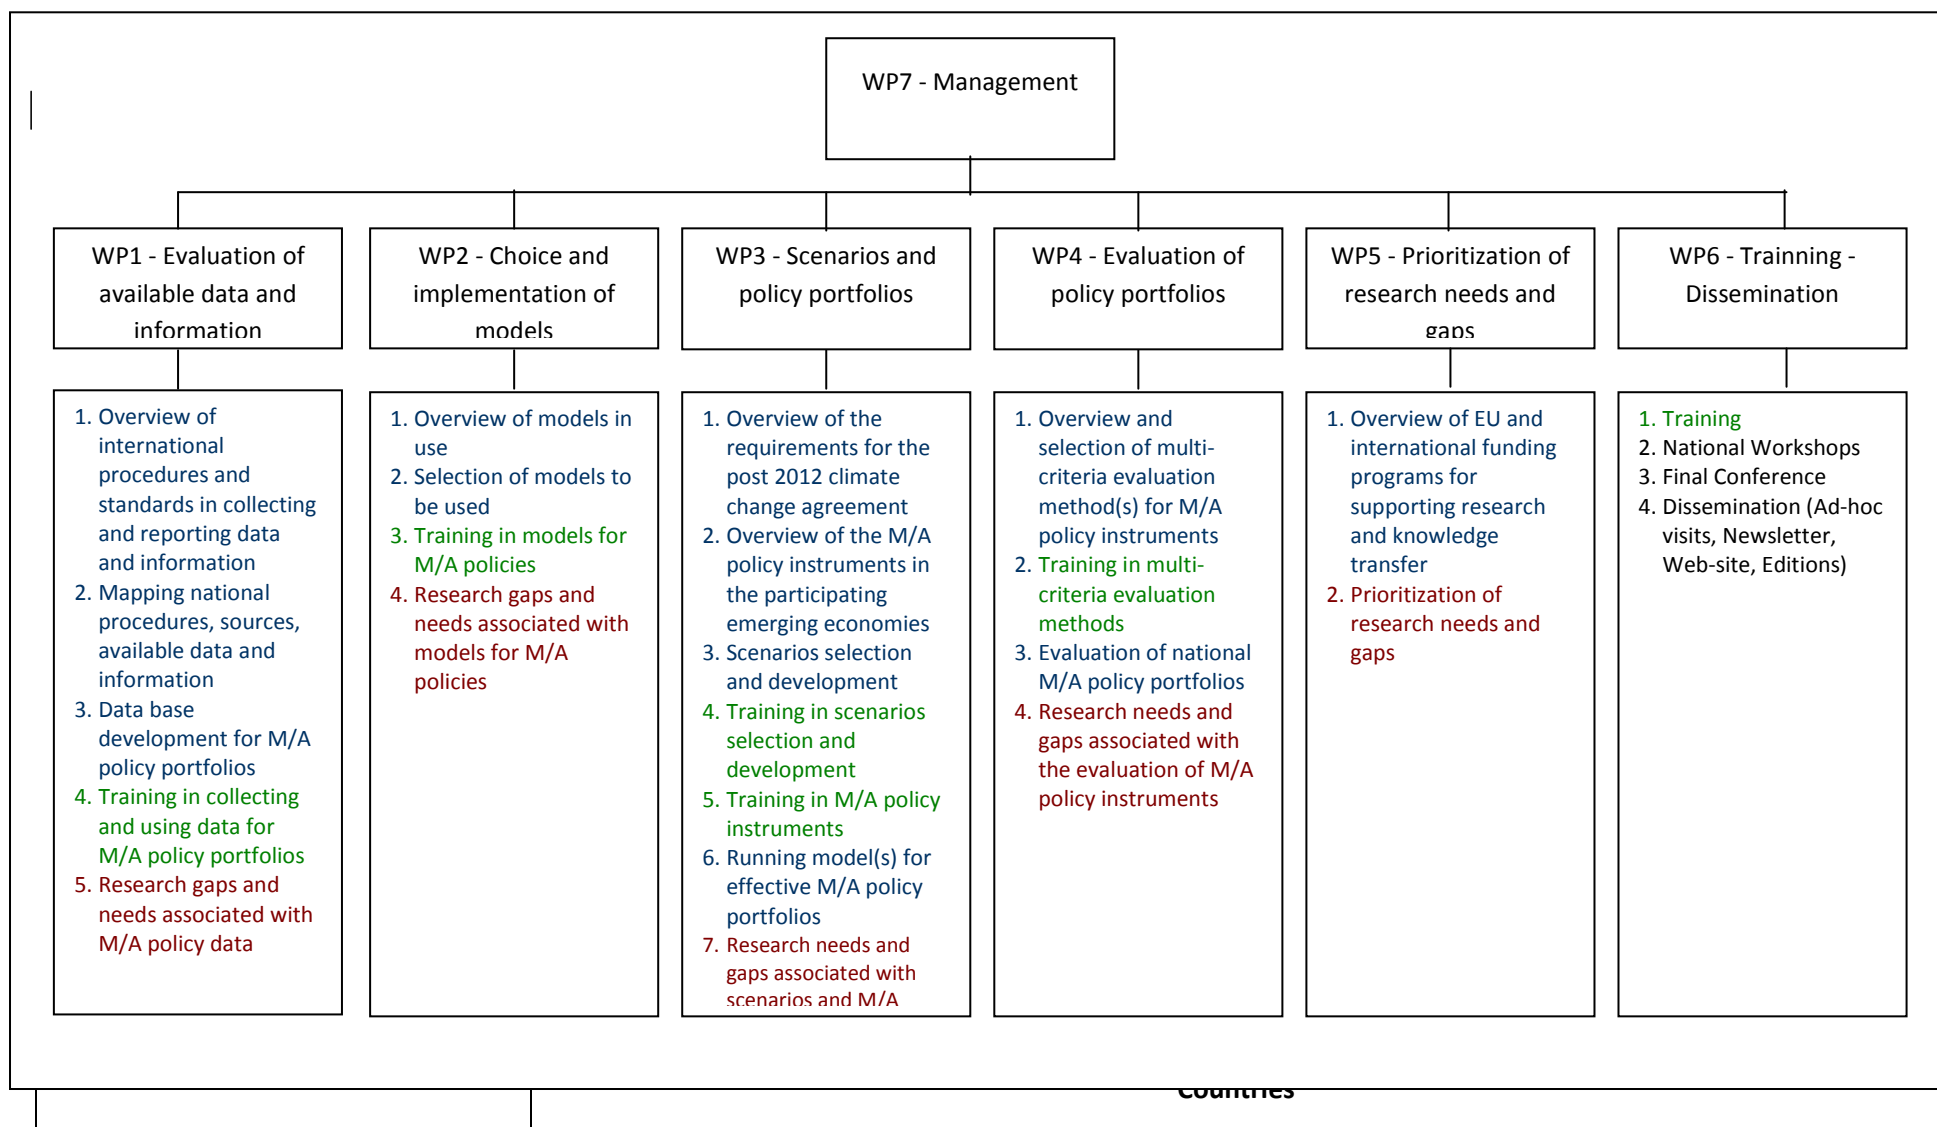 WP7 - Management
WP1 - Evaluation of
available data and
information
WP2 - Choice and
implementation of
models
WP3 - Scenarios and
policy portfolios
WP4 - Evaluation of
policy portfolios
WP5 - Prioritization of
research needs and
gaps
WP6 - Trainning -
Dissemination
1. Overview of
international
procedures and
standards in collecting
and reporting data
and information
2. Mapping national
procedures, sources,
available data and
information
3. Data base
development for M/A
policy portfolios
4. Training in collecting
and using data for
M/A policy portfolios
5. Research gaps and
needs associated with
M/A policy data
1. Overview of models in
use
2. Selection of models to
be used
3. Training in models for
M/A policies
4. Research gaps and
needs associated with
models for M/A
policies
1. Overview of the
requirements for the
post 2012 climate
change agreement
2. Overview of the M/A
policy instruments in
the participating
emerging economies
3. Scenarios selection
and development
4. Training in scenarios
selection and
development
5. Training in M/A policy
instruments
6. Running model(s) for
effective M/A policy
portfolios
7. Research needs and
gaps associated with
scenarios and M/A
1. Overview and
selection of multi-
criteria evaluation
method(s) for M/A
policy instruments
2. Training in multi-
criteria evaluation
methods
3. Evaluation of national
M/A policy portfolios
4. Research needs and
gaps associated with
the evaluation of M/A
policy instruments
1. Overview of EU and
international funding
programs for
supporting research
and knowledge
transfer
2. Prioritization of
research needs and
gaps
1. Training
2. National Workshops
3. Final Conference
4. Dissemination (Ad-hoc
visits, Newsletter,
Web-site, Editions)
Countries